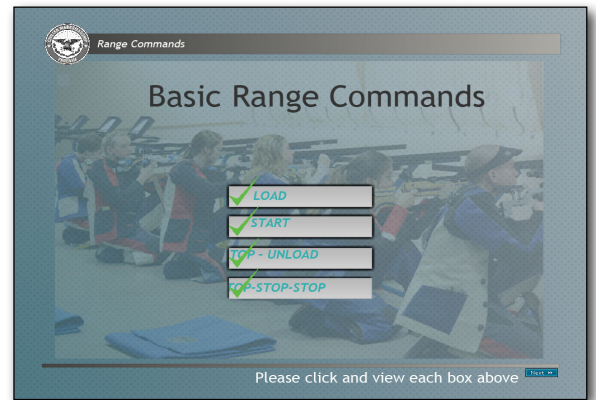 Range Commands
Basic Range Commands
LOAD
START
TOP - UNLOAD
TOP-STOP-STOP
Please click and view each box above
Next